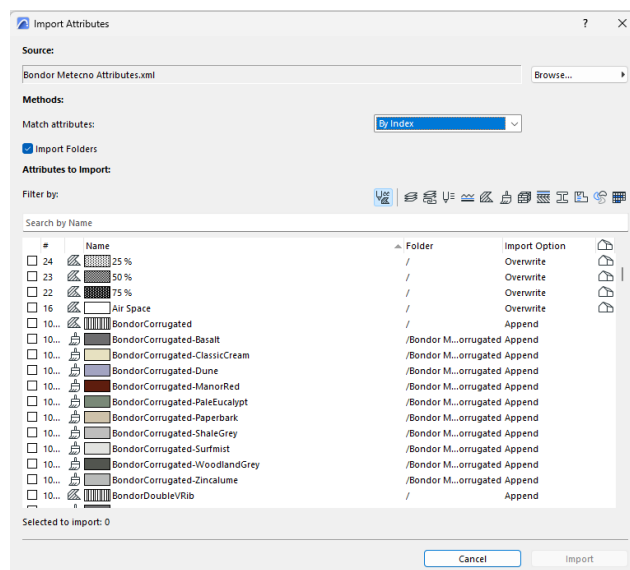 Import Attributes ? ×
Source:
Bondor Metecno Attributes.xml Browse...
Methods:
Match attributes: By Index
Import Folders
Attributes to Import:
Filter by:
Search by Name
# Name Folder Import Option
24 25 % / Overwrite
23 50 % / Overwrite
22 75 % / Overwrite
16 Air Space / Overwrite
10... BondorCorrugated / Append
10... BondorCorrugated-Basalt /Bondor M...orrugated Append
10... BondorCorrugated-ClassicCream /Bondor M...orrugated Append
10... BondorCorrugated-Dune /Bondor M...orrugated Append
10... BondorCorrugated-ManorRed /Bondor M...orrugated Append
10... BondorCorrugated-PaleEucalypt /Bondor M...orrugated Append
10... BondorCorrugated-Paperbark /Bondor M...orrugated Append
10... BondorCorrugated-ShaleGrey /Bondor M...orrugated Append
10... BondorCorrugated-Surfmist /Bondor M...orrugated Append
10... BondorCorrugated-WoodlandGrey /Bondor M...orrugated Append
10... BondorCorrugated-Zincalume /Bondor M...orrugated Append
10... BondorDoubleVRib / Append
Selected to import: 0
Cancel Import